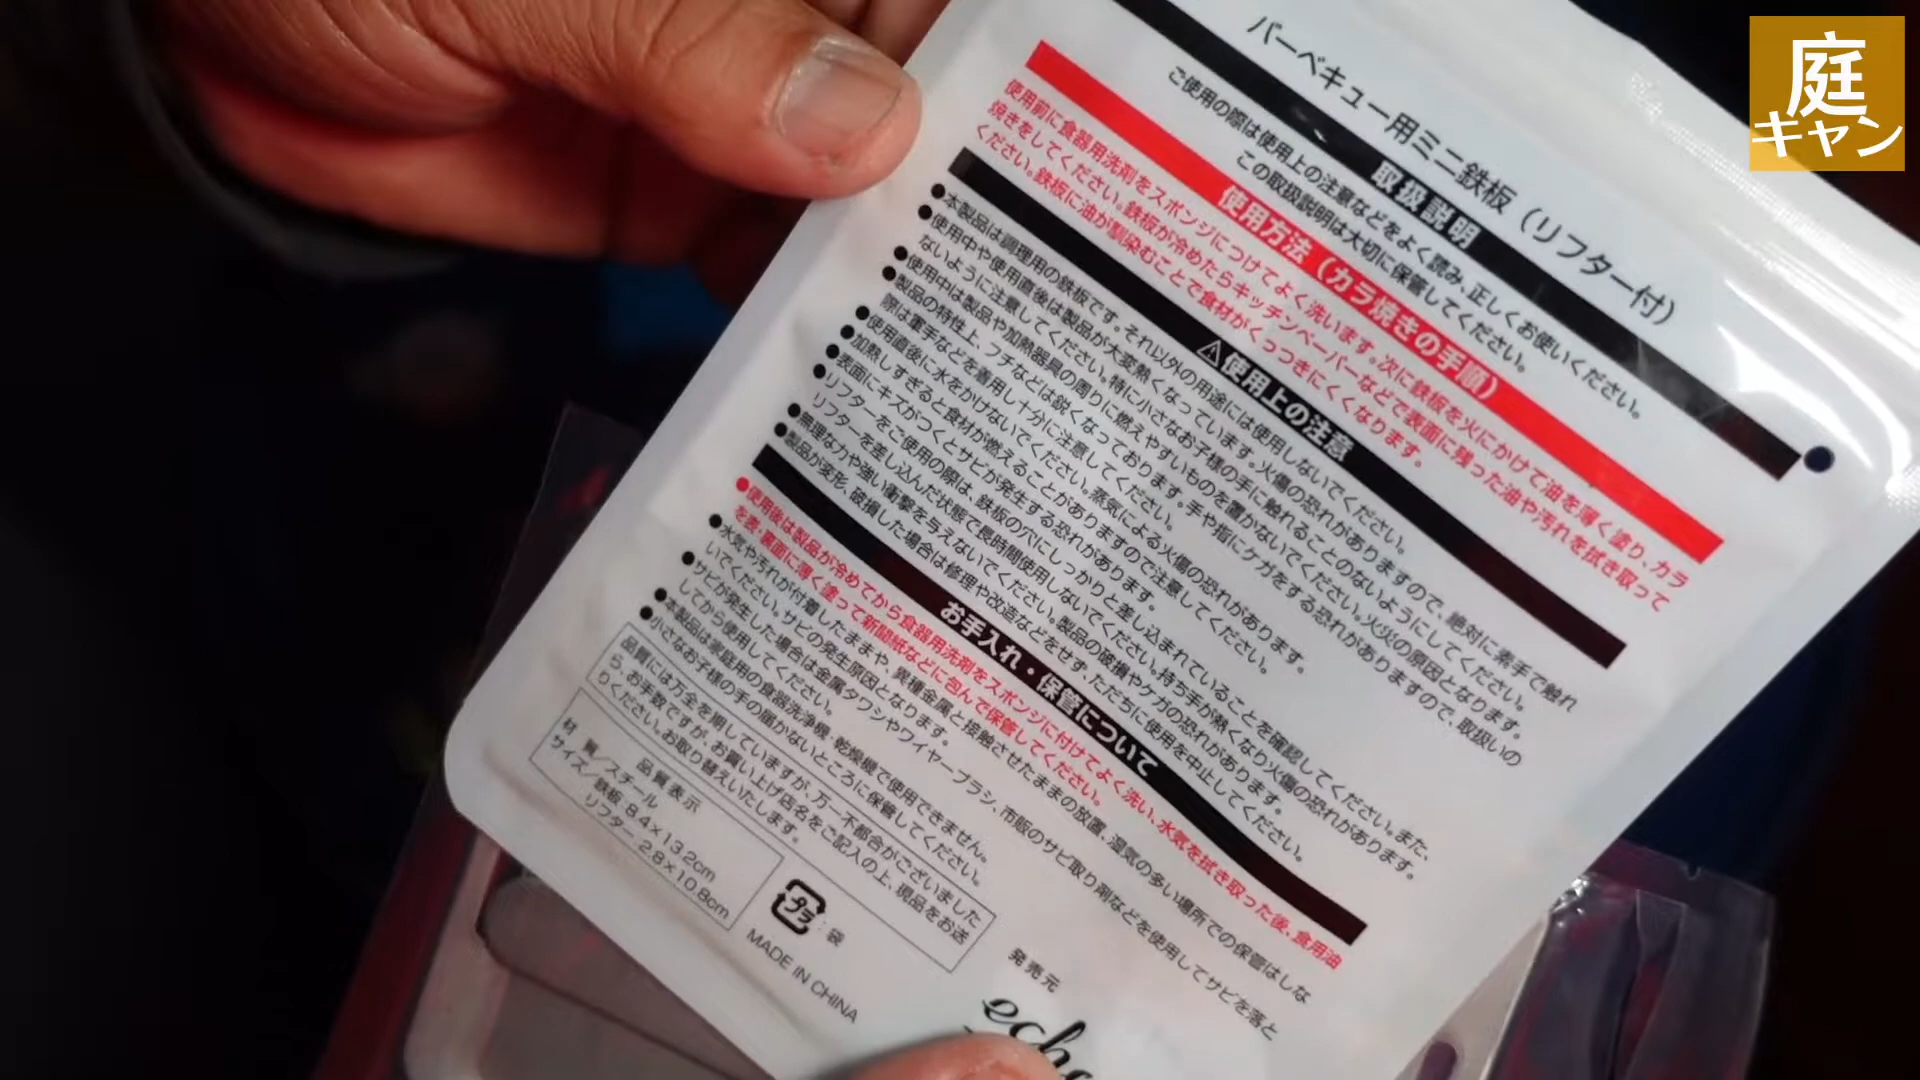 庭
キャン
バーベキュー用ミニ鉄板（リフター付）
取扱説明
ご使用の際は使用上の注意などをよく読み、正しくお使いください。
この取扱説明は大切に保管してください。
使用方法（カラ焼きの手順）
使用前に食器用洗剤をスポンジにつけてよく洗います。次に鉄板を火にかけて油を薄く塗り、カラ
焼きをしてください。鉄板が冷めたらキッチンペーパーなどで表面に残った油や汚れを拭き取って
ください。鉄板に油が馴染むことで食材がくっつきにくくなります。
⚠使用上の注意
●本製品は調理用の鉄板です。それ以外の用途には使用しないでください。
●使用中や使用直後は製品が大変熱くなっています。火傷の恐れがありますので、絶対に素手で触れ
ないように注意してください。特に小さなお子様の手に触れることのないようにしてください。
●使用中は製品や加熱器具の周りに燃えやすいものを置かないでください。火災の原因となります。
●製品の特性上、フチなどは鋭くなっております。手や指にケガをする恐れがありますので、取扱いの
際は軍手などを着用し十分に注意してください。
●使用直後に水をかけないでください。蒸気による火傷の恐れがあります。
●加熱しすぎると食材が燃えることがありますので注意してください。
●表面にキズがつくとサビが発生する恐れがあります。
●リフターをご使用の際は、鉄板の穴にしっかりと差し込まれていることを確認してください。また、
リフターを差し込んだ状態で長時間使用しないでください。持ち手が熱くなり火傷の恐れがあります。
●無理な力や強い衝撃を与えないでください。製品の破損やケガの恐れがあります。
●製品が変形、破損した場合は修理や改造などをせず、ただちに使用を中止してください。
お手入れ・保管について
●使用後は製品が冷めてから食器用洗剤をスポンジに付けてよく洗い、水気を拭き取った後、食用油
を表・裏面に薄く塗って新聞紙などに包んで保管してください。
●水気や汚れが付着したままや、異種金属と接触させたままの放置、湿気の多い場所での保管はしな
いでください。サビの発生原因となります。
●サビが発生した場合は金属タワシやワイヤーブラシ、市販のサビ取り剤などを使用してサビを落と
してから使用してください。
●本製品は家庭用の食器洗浄機、乾燥機で使用できません。
●小さなお子様の手の届かないところに保管してください。
品質には万全を期していますが、万一不都合がございました
ら、お手数ですが、お買い上げ店名をご記入の上、現品をお送
りください。お取り替えいたします。
品質表示
材 質／スチール
サイズ／鉄板 8.4×13.2cm
リフター 2.8×10.8cm
プラ
：袋
MADE IN CHINA
発売元
echo